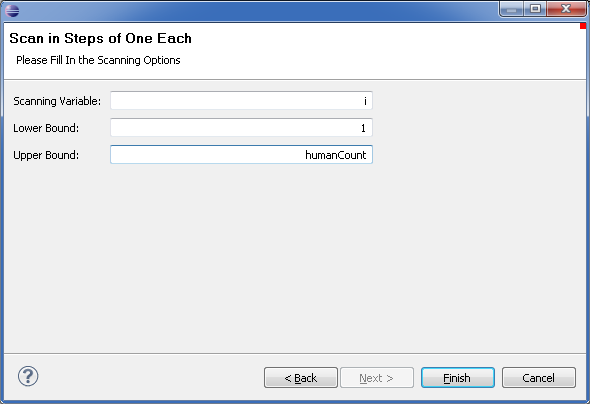 Scan in Steps of One Each
Please Fill In the Scanning Options
Scanning Variable: i
Lower Bound: 1
Upper Bound: humanCount
? < Back Next > Finish Cancel